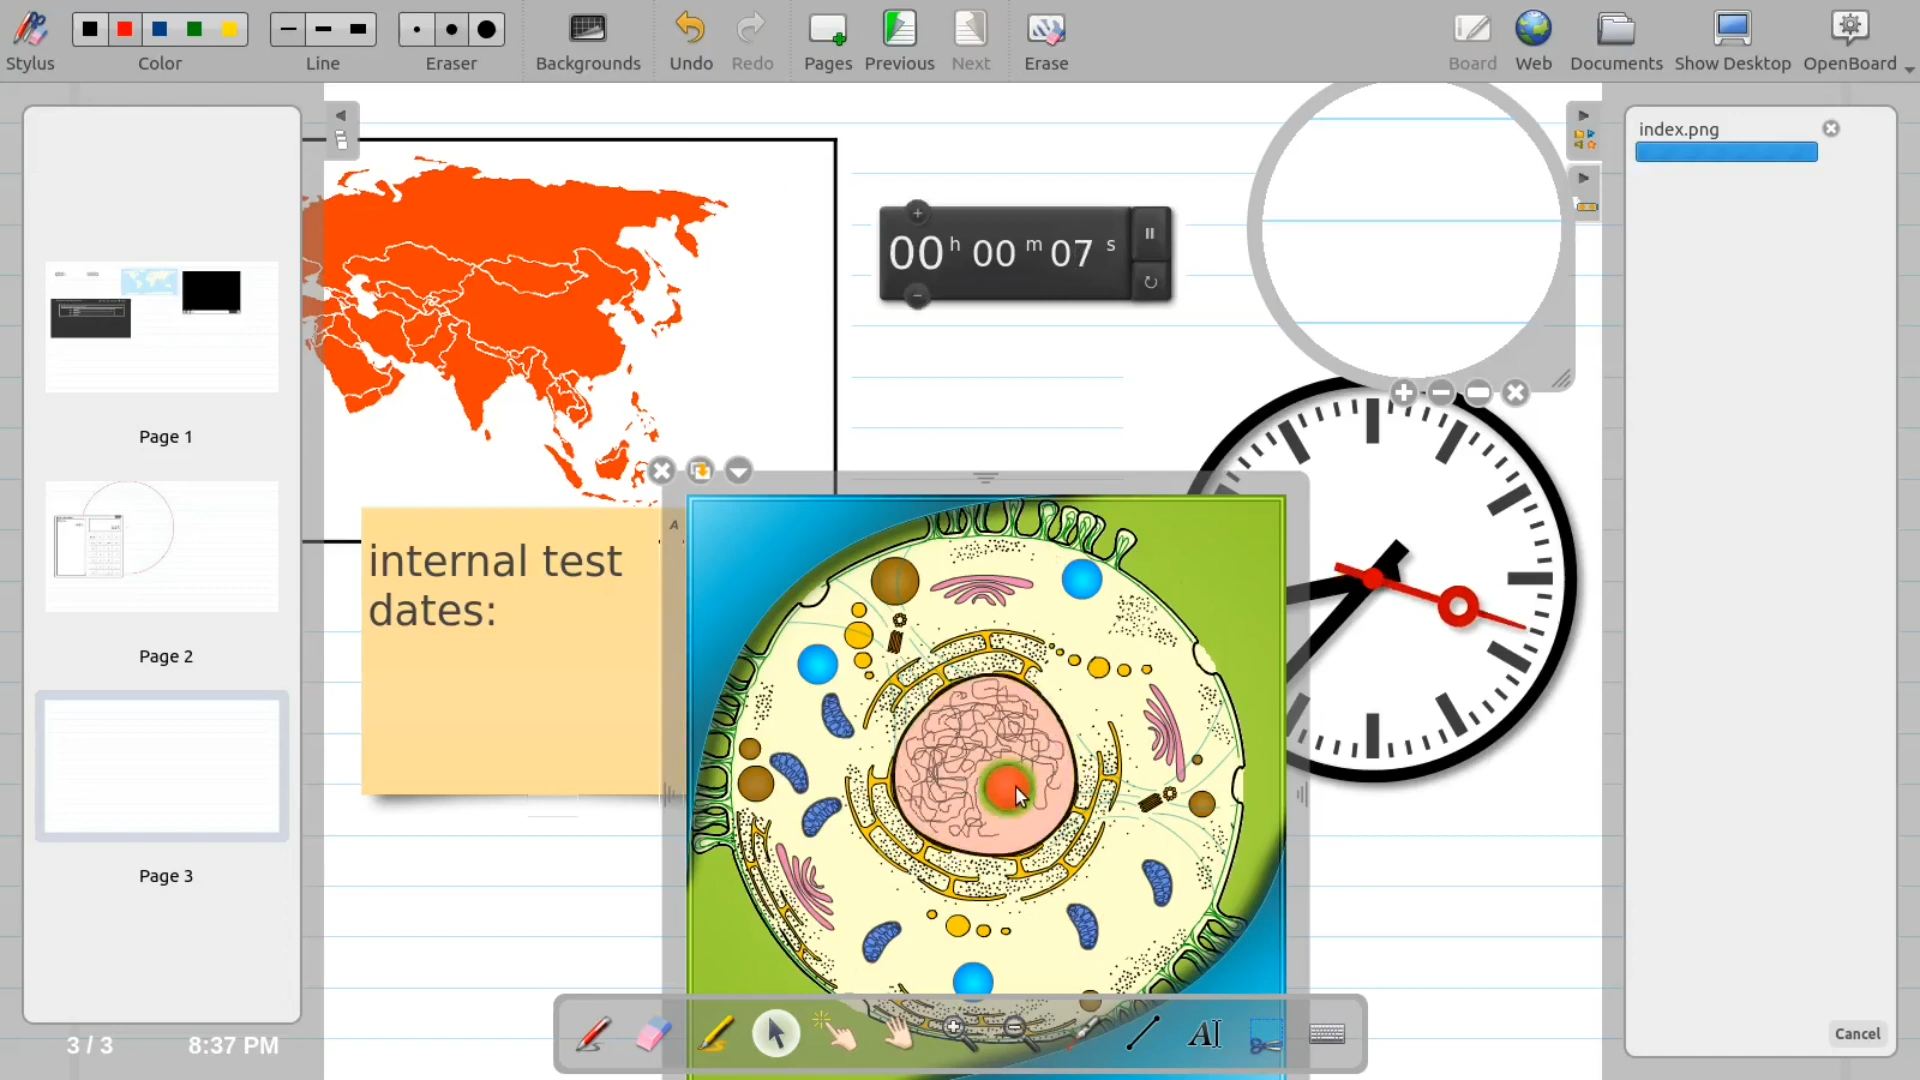 Stylus
Color
Line
Eraser
Backgrounds
Undo
Redo
Pages
Previous
Next
Erase
Board
Web
Documents
Show Desktop
OpenBoard
index.png
00 h 00 m 07 s
Page 1
internal test
dates:
A
Page 2
Page 3
3 / 3
8:37 PM
AI
Cancel